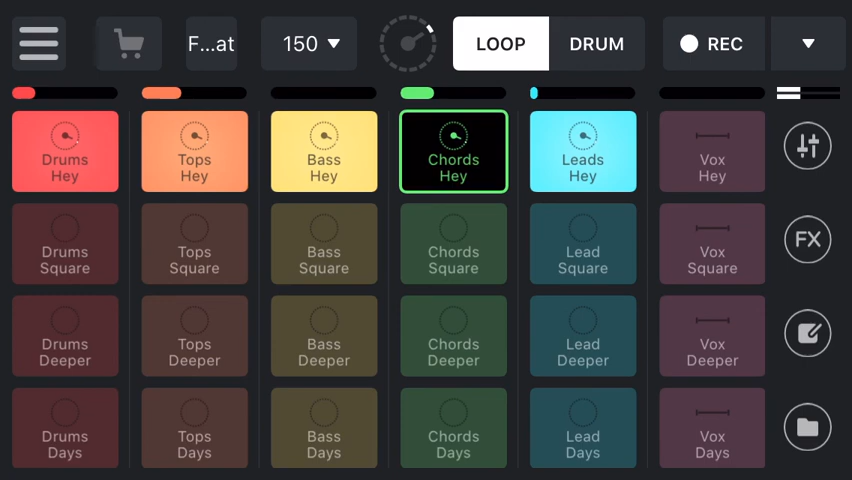 F...at
150
LOOP
DRUM
REC
Drums
Hey
Tops
Hey
Bass
Hey
Chords
Hey
Leads
Hey
Vox
Hey
Drums
Square
Tops
Square
Bass
Square
Chords
Square
Lead
Square
Vox
Square
FX
Drums
Deeper
Tops
Deeper
Bass
Deeper
Chords
Deeper
Lead
Deeper
Vox
Deeper
Drums
Days
Tops
Days
Bass
Days
Chords
Days
Lead
Days
Vox
Days